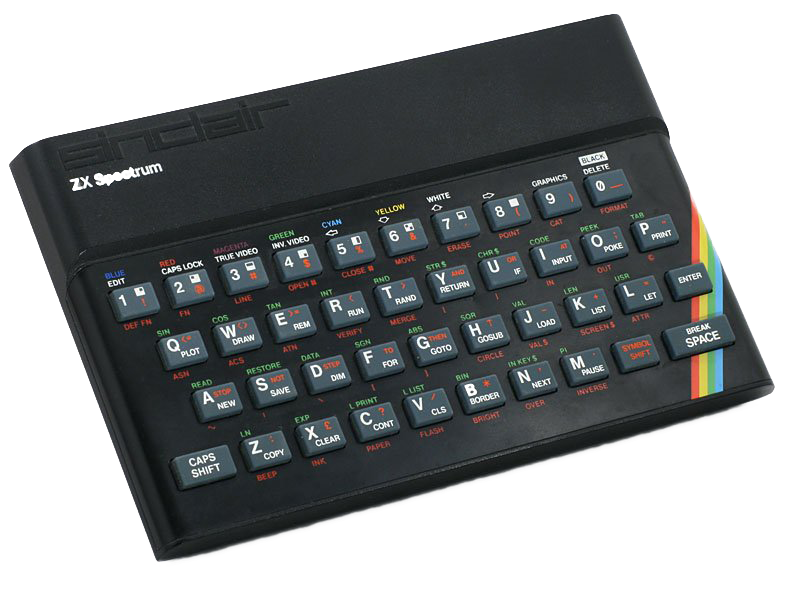 sinclair
ZX Spectrum
BLACK
BLUE RED MAGENTA GREEN CYAN YELLOW WHITE GRAPHICS DELETE
EDIT CAPS LOCK TRUE VIDEO INV. VIDEO
1 ! 2 @ 3 # 4 $ 5 % 6 & 7 ' 8 ( 9 ) 0 _
DEF FN FN LINE OPEN # CLOSE # MOVE ERASE POINT CAT FORMAT
SIN COS TAN INT RND STR $ CHR $ CODE PEEK TAB
Q <= PLOT W <> DRAW E >= REM R < RUN T > RAND Y AND RETURN U OR IF I AT INPUT O ; POKE P " PRINT
ASN ACS ATN VERIFY MERGE [ ] IN OUT ©
READ RESTORE DATA SGN ABS SQR VAL LEN USR
A STOP NEW S NOT SAVE D STEP DIM F TO FOR G THEN GOTO H ↑ GOSUB J - LOAD K + LIST L = LET ENTER
~ | \ { } CIRCLE VAL $ SCREEN $ ATTR
LN EXP L PRINT L LIST BIN IN KEY $ PI
CAPS SHIFT Z : COPY X £ CLEAR C ? CONT V / CLS B * BORDER N , NEXT M . PAUSE SYMBOL SHIFT BREAK SPACE
BEEP INK PAPER FLASH BRIGHT OVER INVERSE